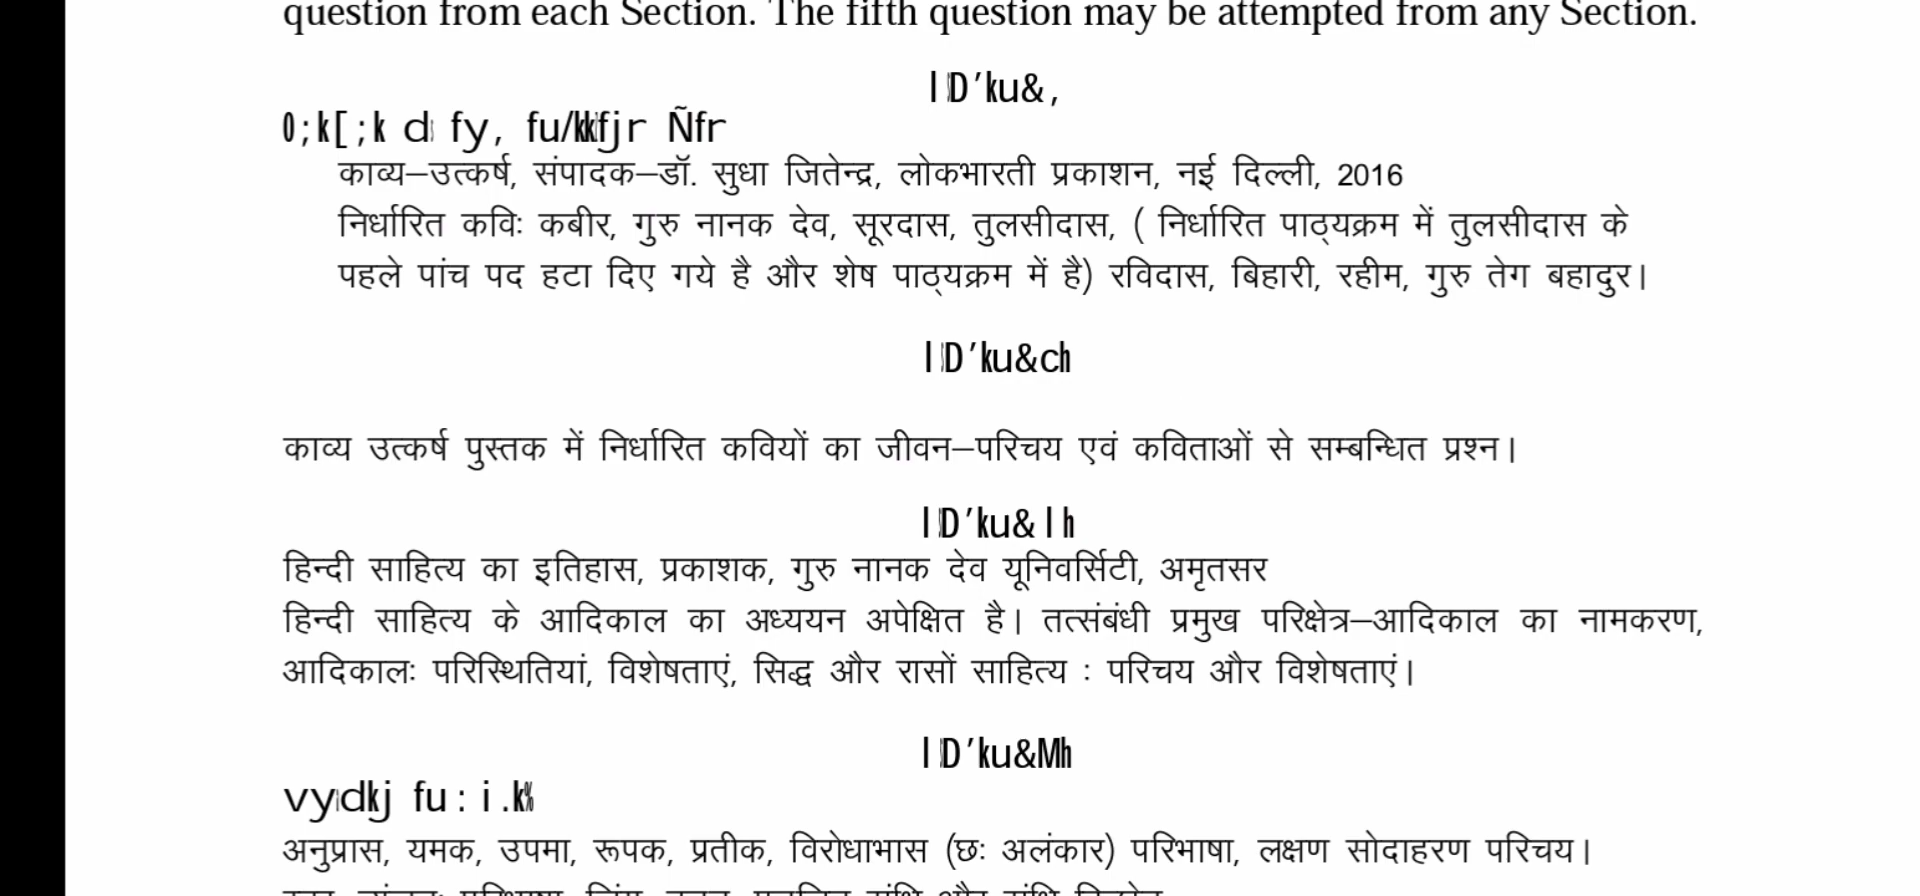 question from each Section. The fifth question may be attempted from any Section.
lD'ku&,
0;k[;k d fy, fu/kkfjr Ñfr
काव्य–उत्कर्ष, संपादक–डॉ. सुधा जितेन्द्र, लोकभारती प्रकाशन, नई दिल्ली, 2016
निर्धारित कविः कबीर, गुरु नानक देव, सूरदास, तुलसीदास, ( निर्धारित पाठ्यक्रम में तुलसीदास के
पहले पांच पद हटा दिए गये है और शेष पाठ्यक्रम में है) रविदास, बिहारी, रहीम, गुरु तेग बहादुर।
lD'ku&ch
काव्य उत्कर्ष पुस्तक में निर्धारित कवियों का जीवन–परिचय एवं कविताओं से सम्बन्धित प्रश्न।
lD'ku&lh
हिन्दी साहित्य का इतिहास, प्रकाशक, गुरु नानक देव यूनिवर्सिटी, अमृतसर
हिन्दी साहित्य के आदिकाल का अध्ययन अपेक्षित है। तत्संबंधी प्रमुख परिक्षेत्र–आदिकाल का नामकरण,
आदिकालः परिस्थितियां, विशेषताएं, सिद्ध और रासों साहित्य : परिचय और विशेषताएं।
lD'ku&Mh
vydkj fu:i.k%
अनुप्रास, यमक, उपमा, रूपक, प्रतीक, विरोधाभास (छः अलंकार) परिभाषा, लक्षण सोदाहरण परिचय।